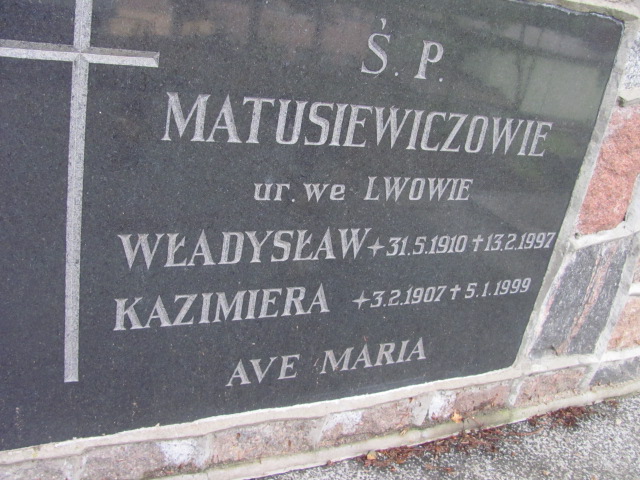 Ś. P.
MATUSIEWICZOWIE
ur. we LWOWIE
WŁADYSŁAW ✦ 31.5.1910 ✝ 13.2.1997
KAZIMIERA ✦ 3.2.1907 ✝ 5.1.1999
AVE MARIA